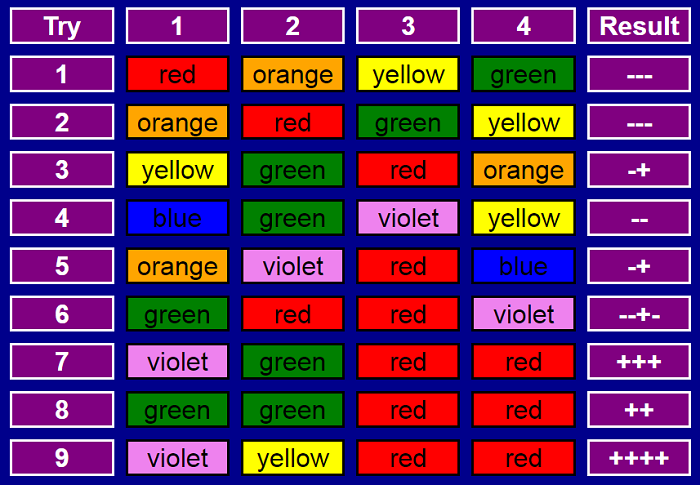 Try 1 2 3 4 Result
1 red orange yellow green ---
2 orange red green yellow ---
3 yellow green red orange -+
4 blue green violet yellow --
5 orange violet red blue -+
6 green red red violet --+-
7 violet green red red +++
8 green green red red ++
9 violet yellow red red ++++